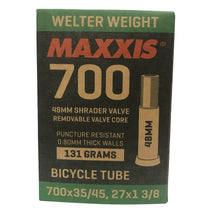 WELTER WEIGHT
MAXXIS®
700
48MM SHRADER VALVE
REMOVABLE VALVE CORE
PUNCTURE RESISTANT
0.80MM THICK WALLS
131 GRAMS
48MM
BICYCLE TUBE
700x35/45, 27x1 3/8